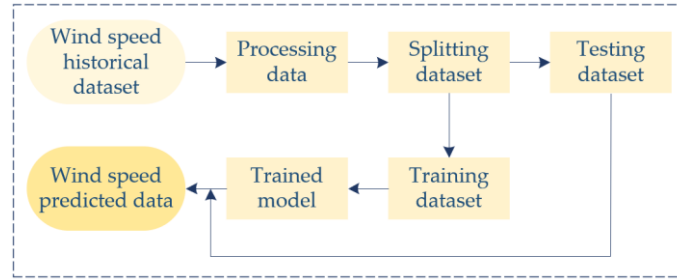 Wind speed
historical
dataset
Processing
data
Splitting
dataset
Testing
dataset
Wind speed
predicted data
Trained
model
Training
dataset